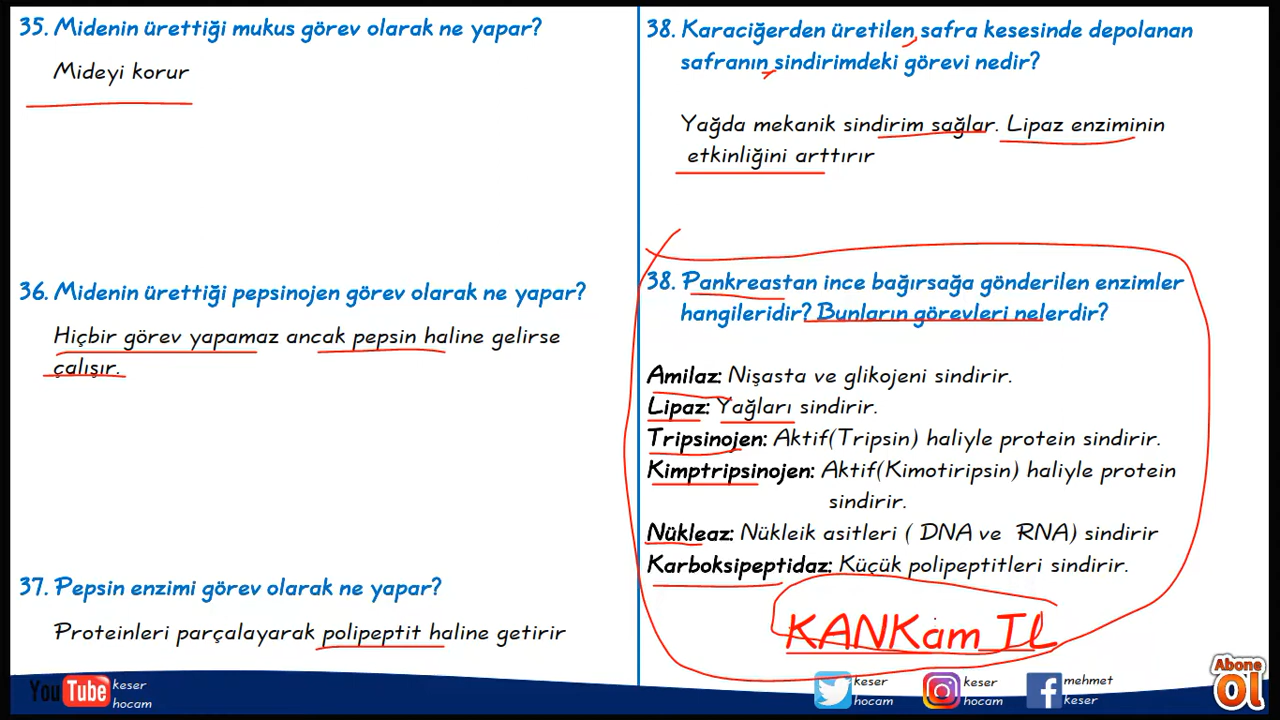 35. Midenin ürettiği mukus görev olarak ne yapar?
Mideyi korur
36. Midenin ürettiği pepsinojen görev olarak ne yapar?
Hiçbir görev yapamaz ancak pepsin haline gelirse
çalışır.
37. Pepsin enzimi görev olarak ne yapar?
Proteinleri parçalayarak polipeptit haline getirir
38. Karaciğerden üretilen safra kesesinde depolanan
safranın sindirimdeki görevi nedir?
Yağda mekanik sindirim sağlar. Lipaz enziminin
etkinliğini arttırır
38. Pankreastan ince bağırsağa gönderilen enzimler
hangileridir? Bunların görevleri nelerdir?
Amilaz: Nişasta ve glikojeni sindirir.
Lipaz: Yağları sindirir.
Tripsinojen: Aktif(Tripsin) haliyle protein sindirir.
Kimptripsinojen: Aktif(Kimotiripsin) haliyle protein
sindirir.
Nükleaz: Nükleik asitleri ( DNA ve RNA) sindirir
Karboksipeptidaz: Küçük polipeptitleri sindirir.
KANKam Il
YouTube keser
hocam
keser
hocam
keser
hocam
mehmet
keser
Abone
ol